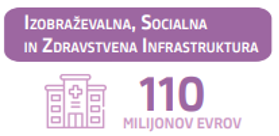 Izobraževalna, Socialna
in Zdravstvena Infrastruktura
110
MILIJONOV EVROV